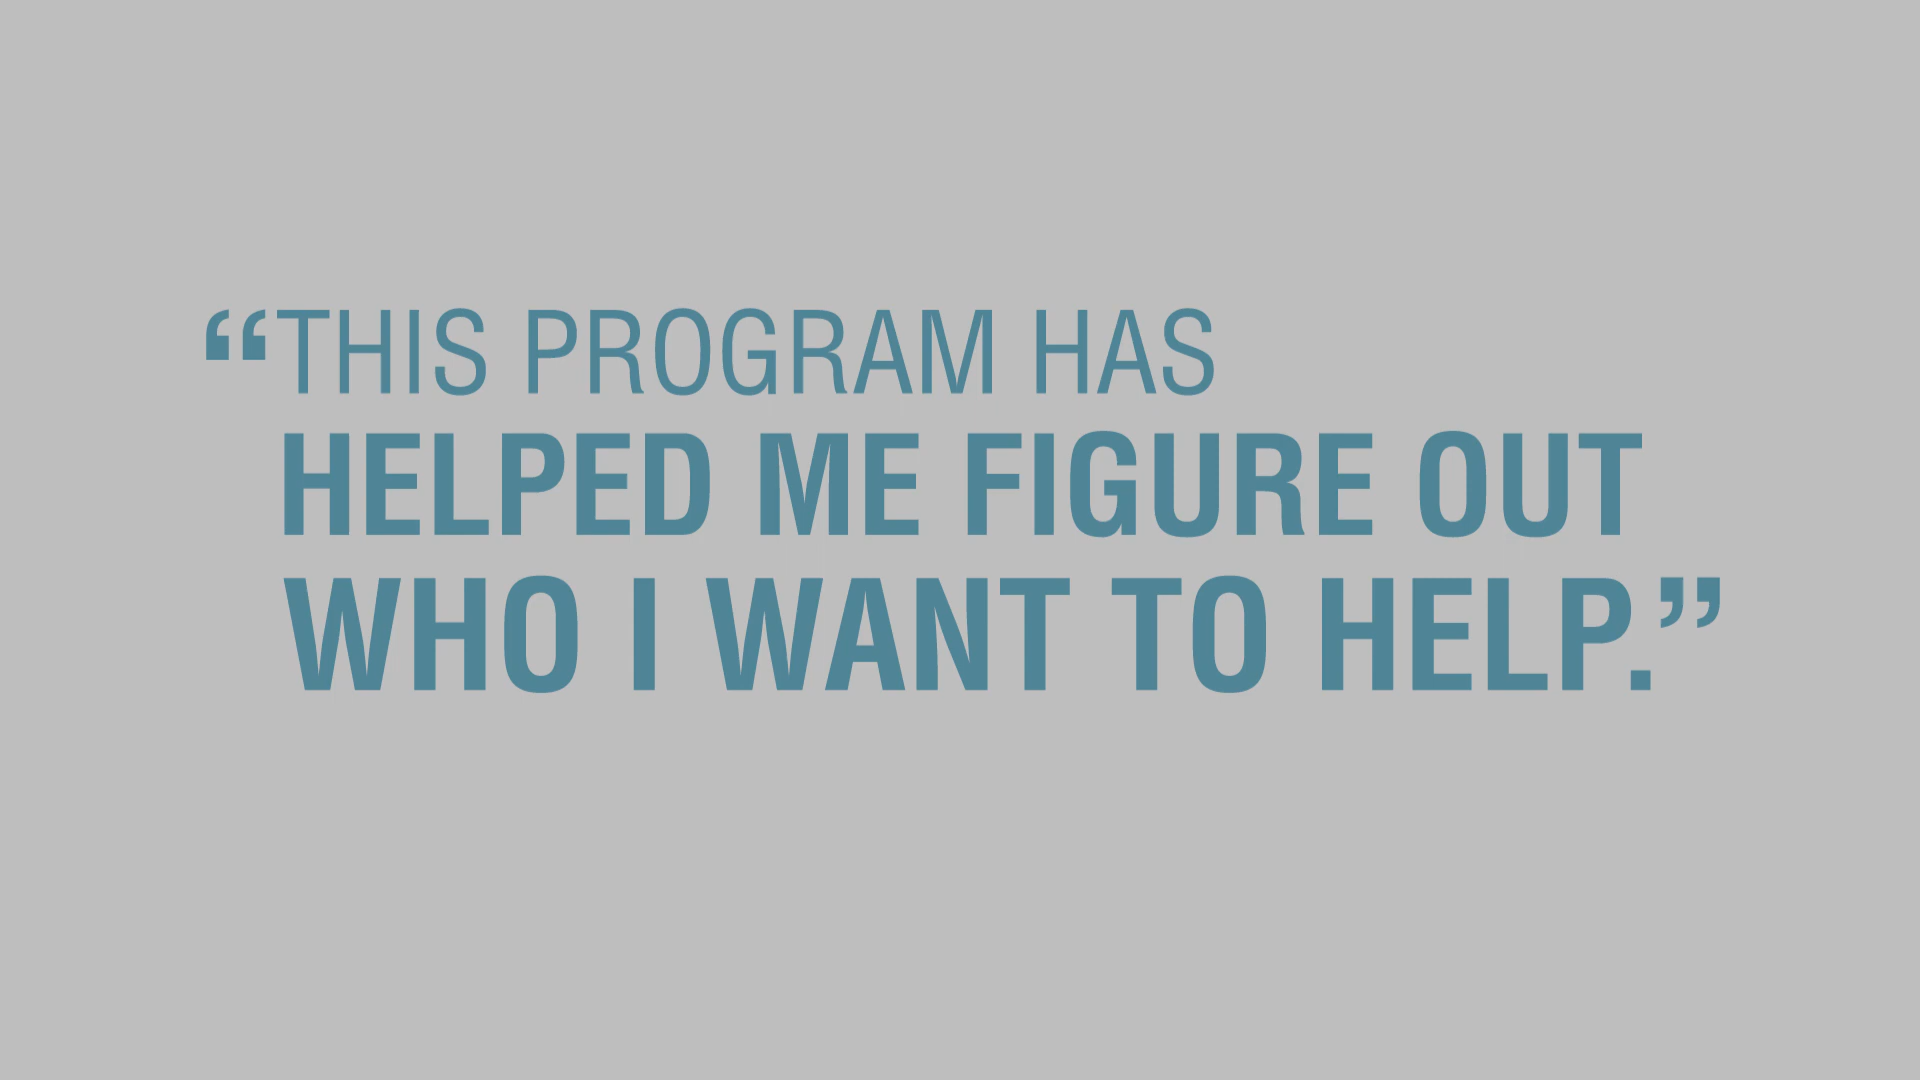 “THIS PROGRAM HAS
HELPED ME FIGURE OUT
WHO I WANT TO HELP.”